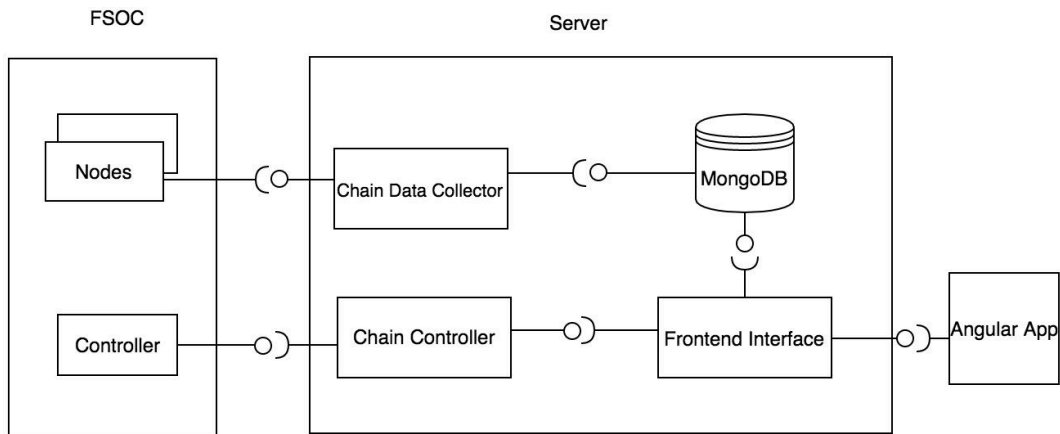 FSOC
Server
Nodes
Chain Data Collector
MongoDB
Controller
Chain Controller
Frontend Interface
Angular App